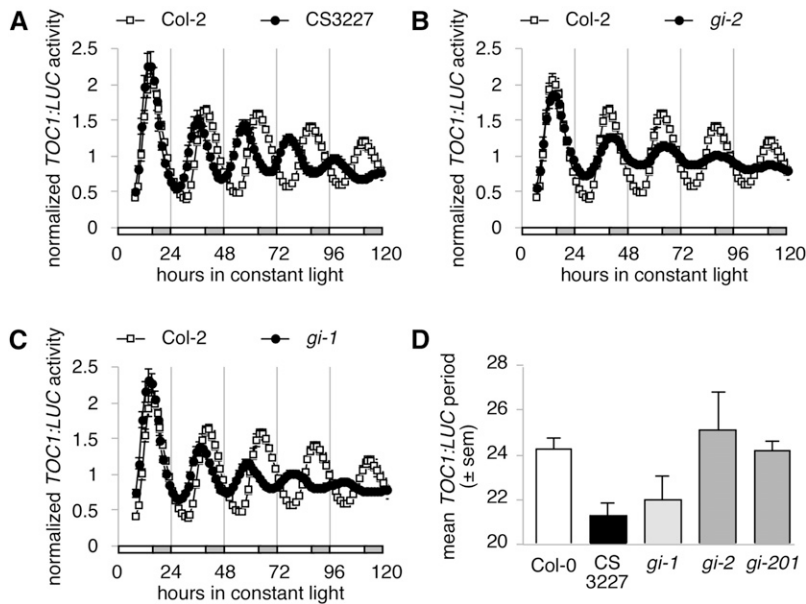 A
Col-2
CS3227
normalized TOC1:LUC activity
2.5
2
1.5
1
0.5
0
0 24 48 72 96 120
hours in constant light
B
Col-2
gi-2
normalized TOC1:LUC activity
2.5
2
1.5
1
0.5
0
0 24 48 72 96 120
hours in constant light
C
Col-2
gi-1
normalized TOC1:LUC activity
2.5
2
1.5
1
0.5
0
0 24 48 72 96 120
hours in constant light
D
mean TOC1:LUC period
(± sem)
28
26
24
22
20
Col-0 CS gi-1 gi-2 gi-201
3227